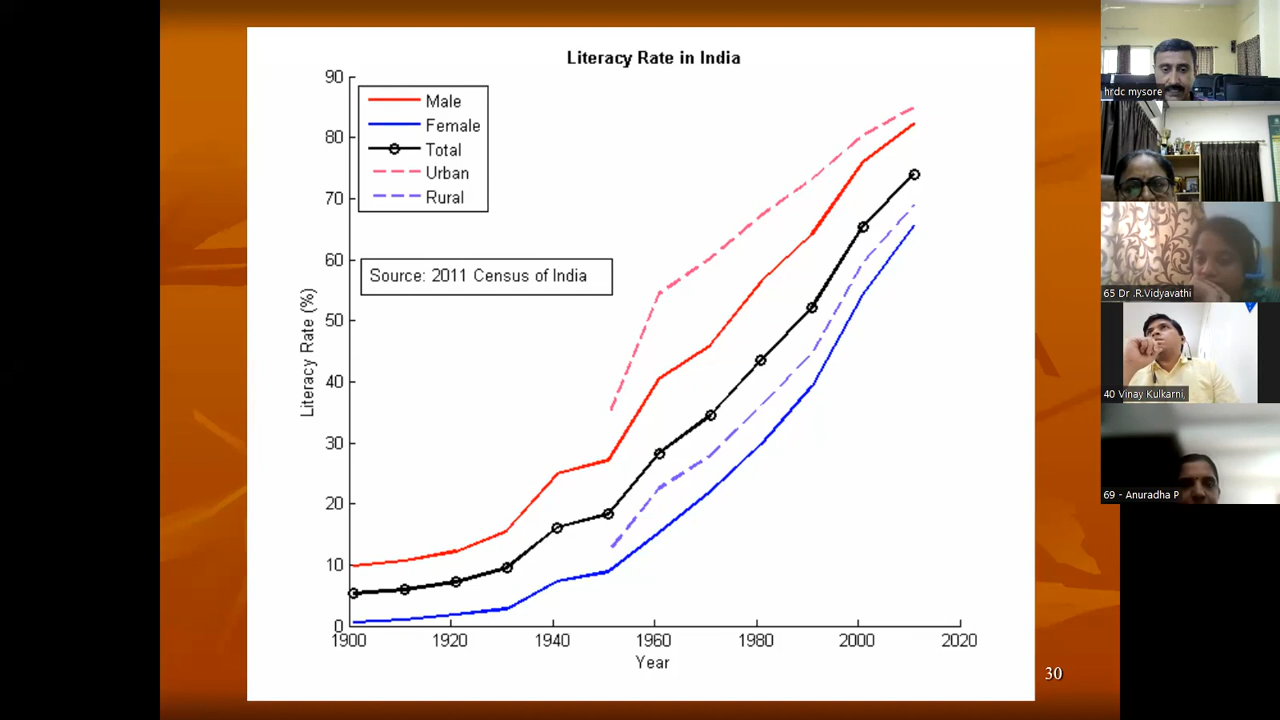 Literacy Rate in India
90
80
70
60
50
40
30
20
10
0
Literacy Rate (%)
Male
Female
Total
Urban
Rural
Source: 2011 Census of India
1900
1920
1940
1960
1980
2000
2020
Year
30
hrdc mysore
65 Dr .R.Vidyavathi
40 Vinay Kulkarni,
69 - Anuradha P